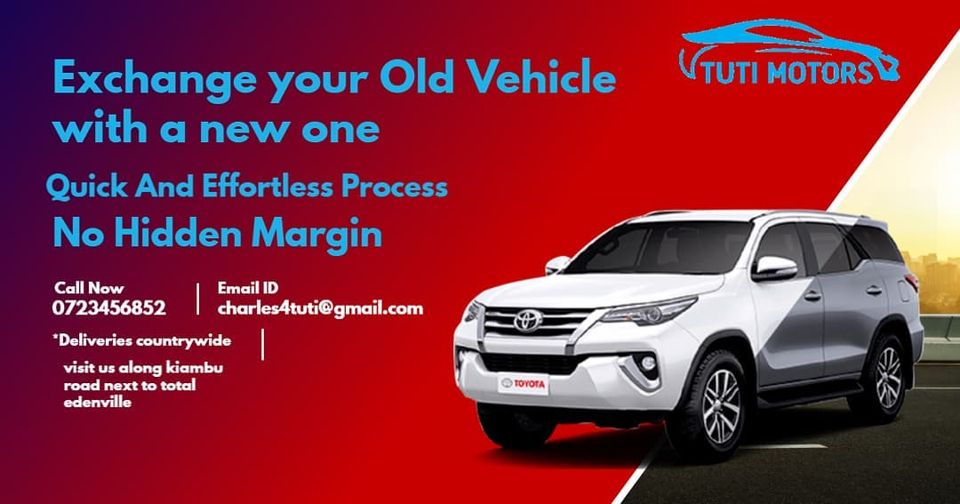 TUTI MOTORS
Exchange your Old Vehicle
with a new one
Quick And Effortless Process
No Hidden Margin
Call Now
0723456852
Email ID
charles4tuti@gmail.com
*Deliveries countrywide
visit us along kiambu
road next to total
edenville
TOYOTA